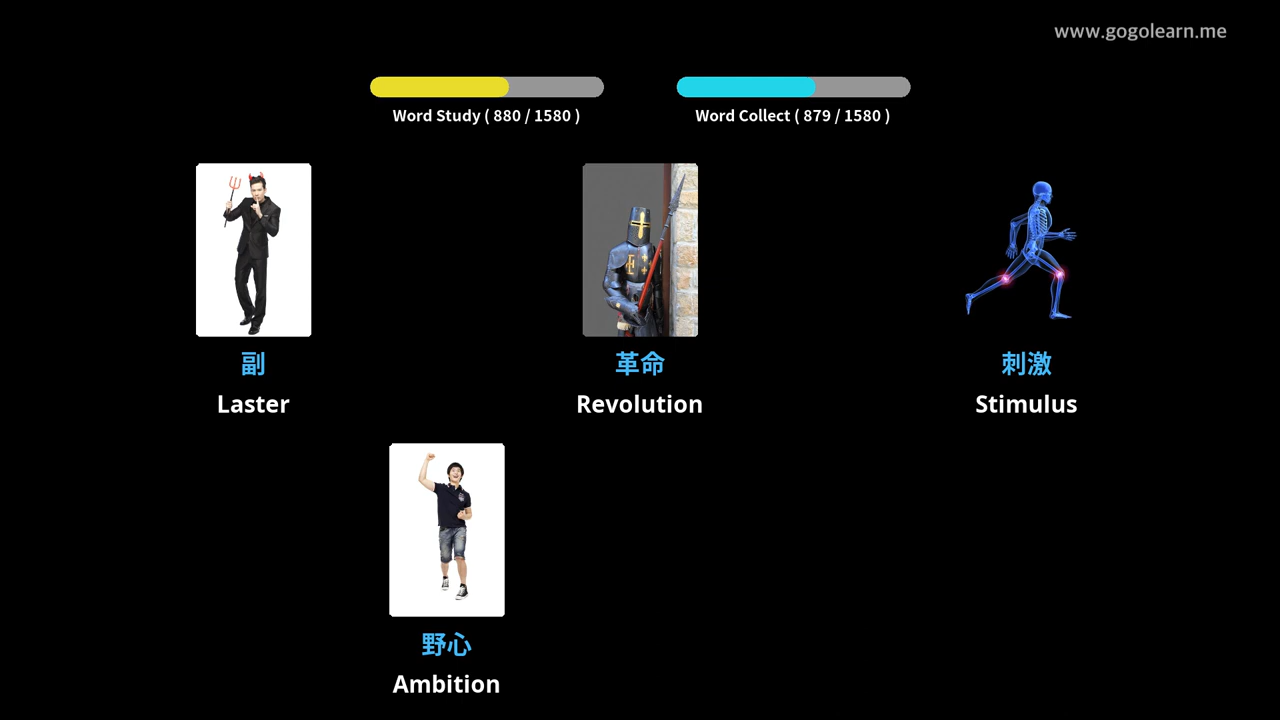 www.gogolearn.me
Word Study ( 880 / 1580 )
Word Collect ( 879 / 1580 )
副
Laster
革命
Revolution
刺激
Stimulus
野心
Ambition